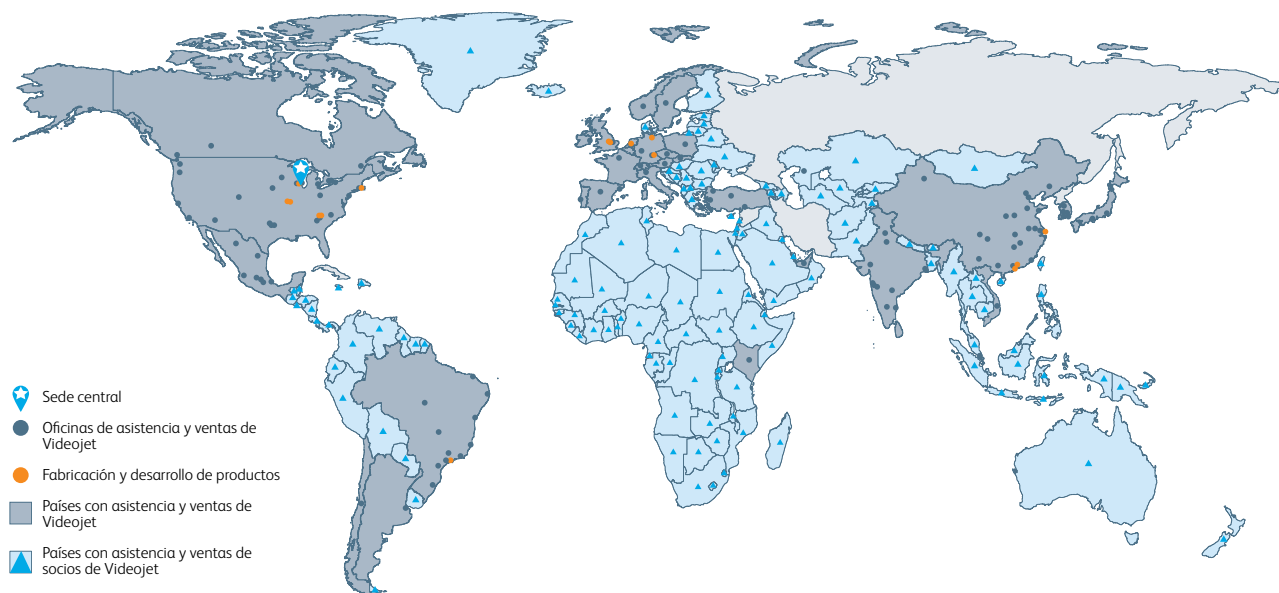 Sede central
Oficinas de asistencia y ventas de
Videojet
Fabricación y desarrollo de productos
Países con asistencia y ventas de
Videojet
Países con asistencia y ventas de
socios de Videojet